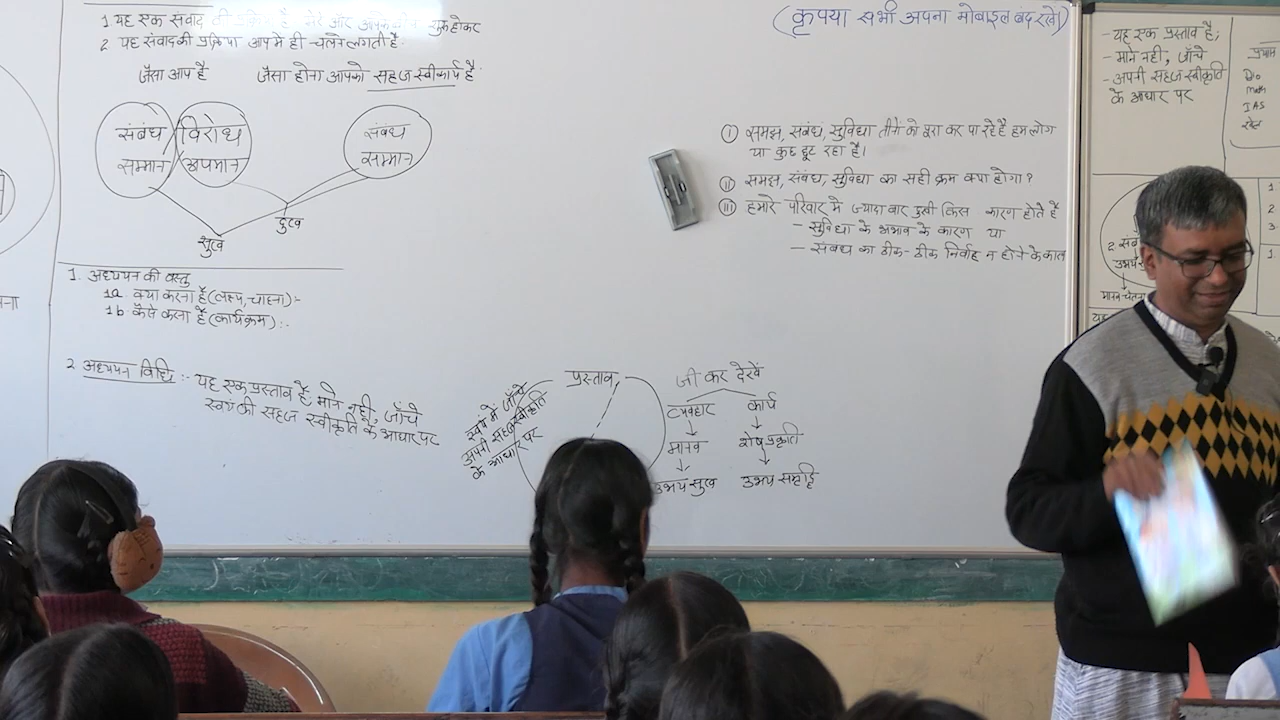 (कृपया सभी अपना मोबाइल बंद रखें)
1 यह एक संवाद की प्रक्रिया है मेरे और आपके बीच शुरु होकर
2 यह संवाद की प्रक्रिया आप मे ही चलने लगती है.
जैसा आप है जैसा होना आपको सहज स्वीकार्य है
संबंध विरोध संबंध
सम्मान अपमान सम्मान
सुख दुःख
1. अध्ययन की वस्तु
1a क्या करना है (लक्ष्य, चाहना) :-
1b कैसे करना है (कार्यक्रम) :-
2 अध्ययन विधि :- यह एक प्रस्ताव है मानें नही, जाँचे
स्वयं की सहज स्वीकृति के आधार पर
I समझ, संबंध, सुविधा तीनों को पूरा कर पा रहे है हम लोग
या कुछ छूट रहा है।
II समझ, संबंध, सुविधा का सही क्रम क्या होगा?
III हमारे परिवार मे ज्यादा बार दुखी किस कारण होते है
- सुविधा के अभाव के कारण या
- संबंध का ठीक-ठीक निर्वाह न होने के कारण
प्रस्ताव
स्वयं में जाँचे
अपनी सहज स्वीकृति
के आधार पर
जी कर देखें
व्यवहार कार्य
मानव शेष प्रकृति
उभय सुख उभय समृद्धि
- यह एक प्रस्ताव है;
- माने नही, जाँचे
- अपनी सहज स्वीकृति
के आधार पर
IAS